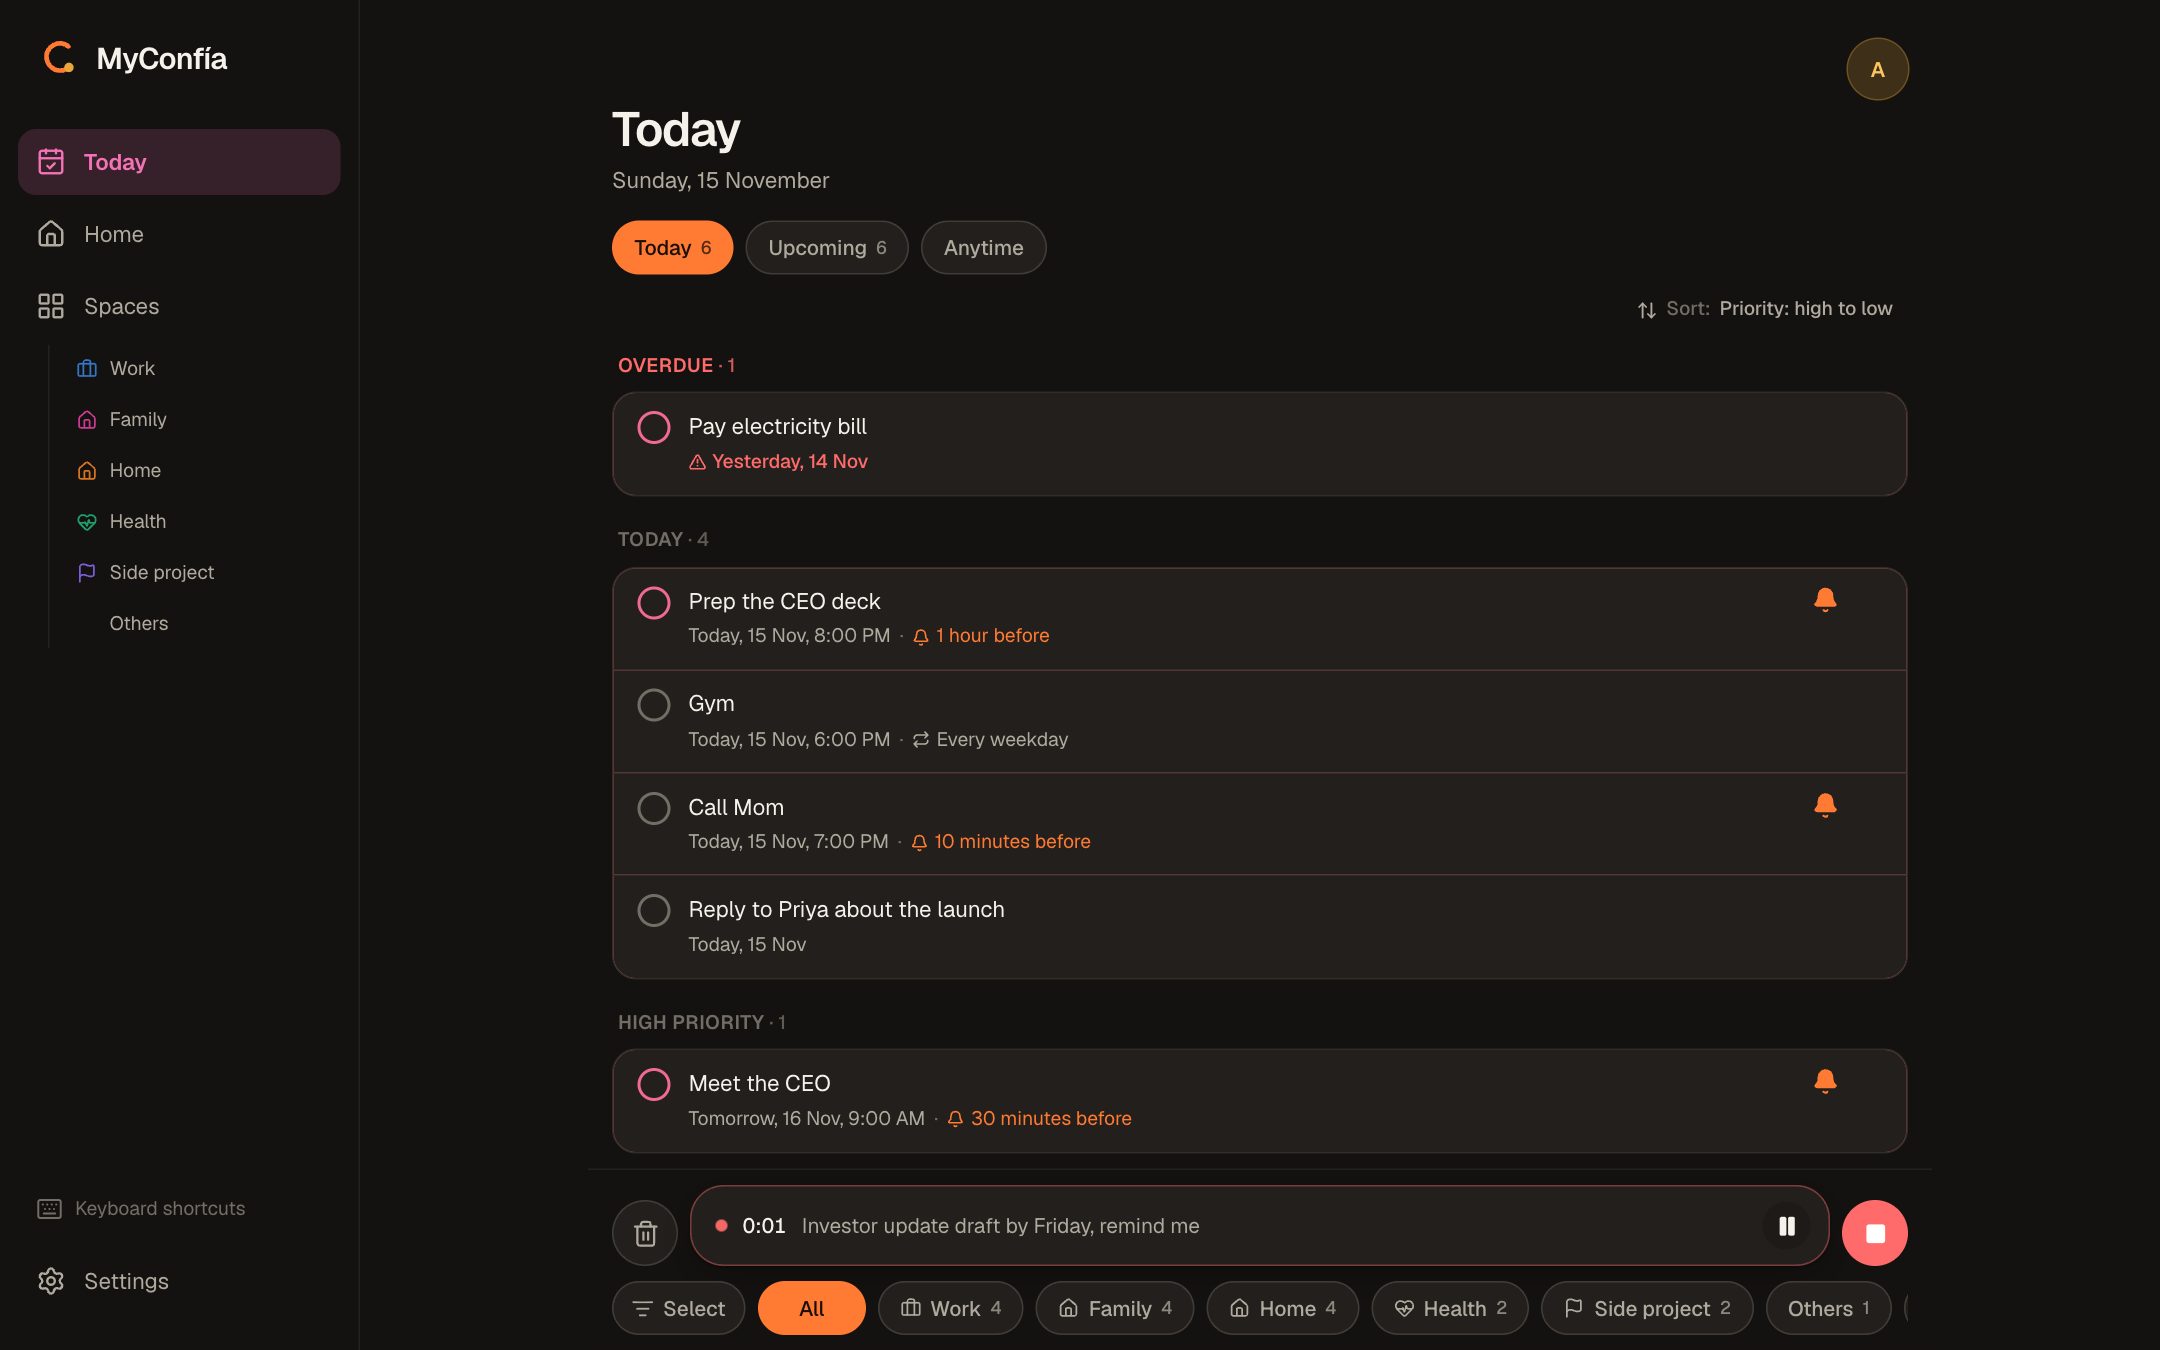 MyConfía
Today
Home
Spaces
Work
Family
Home
Health
Side project
Others
Keyboard shortcuts
Settings
A
Today
Sunday, 15 November
Today 6
Upcoming 6
Anytime
Sort: Priority: high to low
OVERDUE · 1
Pay electricity bill
Yesterday, 14 Nov
TODAY · 4
Prep the CEO deck
Today, 15 Nov, 8:00 PM · 1 hour before
Gym
Today, 15 Nov, 6:00 PM · Every weekday
Call Mom
Today, 15 Nov, 7:00 PM · 10 minutes before
Reply to Priya about the launch
Today, 15 Nov
HIGH PRIORITY · 1
Meet the CEO
Tomorrow, 16 Nov, 9:00 AM · 30 minutes before
0:01 Investor update draft by Friday, remind me
Select
All
Work 4
Family 4
Home 4
Health 2
Side project 2
Others 1